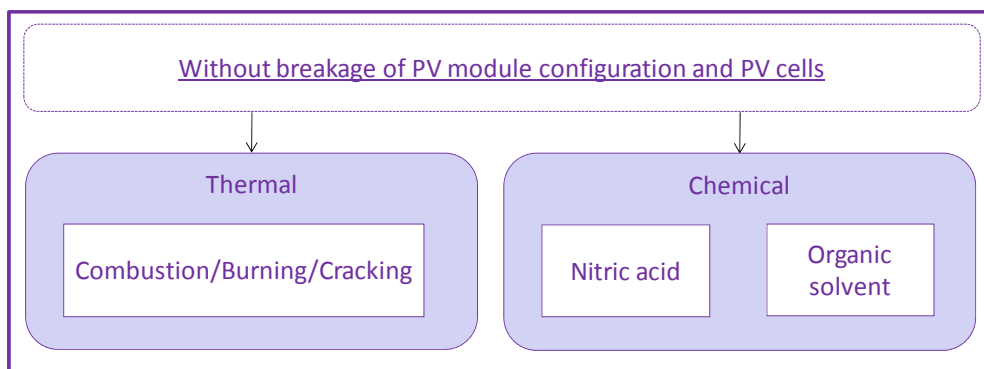 Without breakage of PV module configuration and PV cells
Thermal
Combustion/Burning/Cracking
Chemical
Nitric acid
Organic
solvent